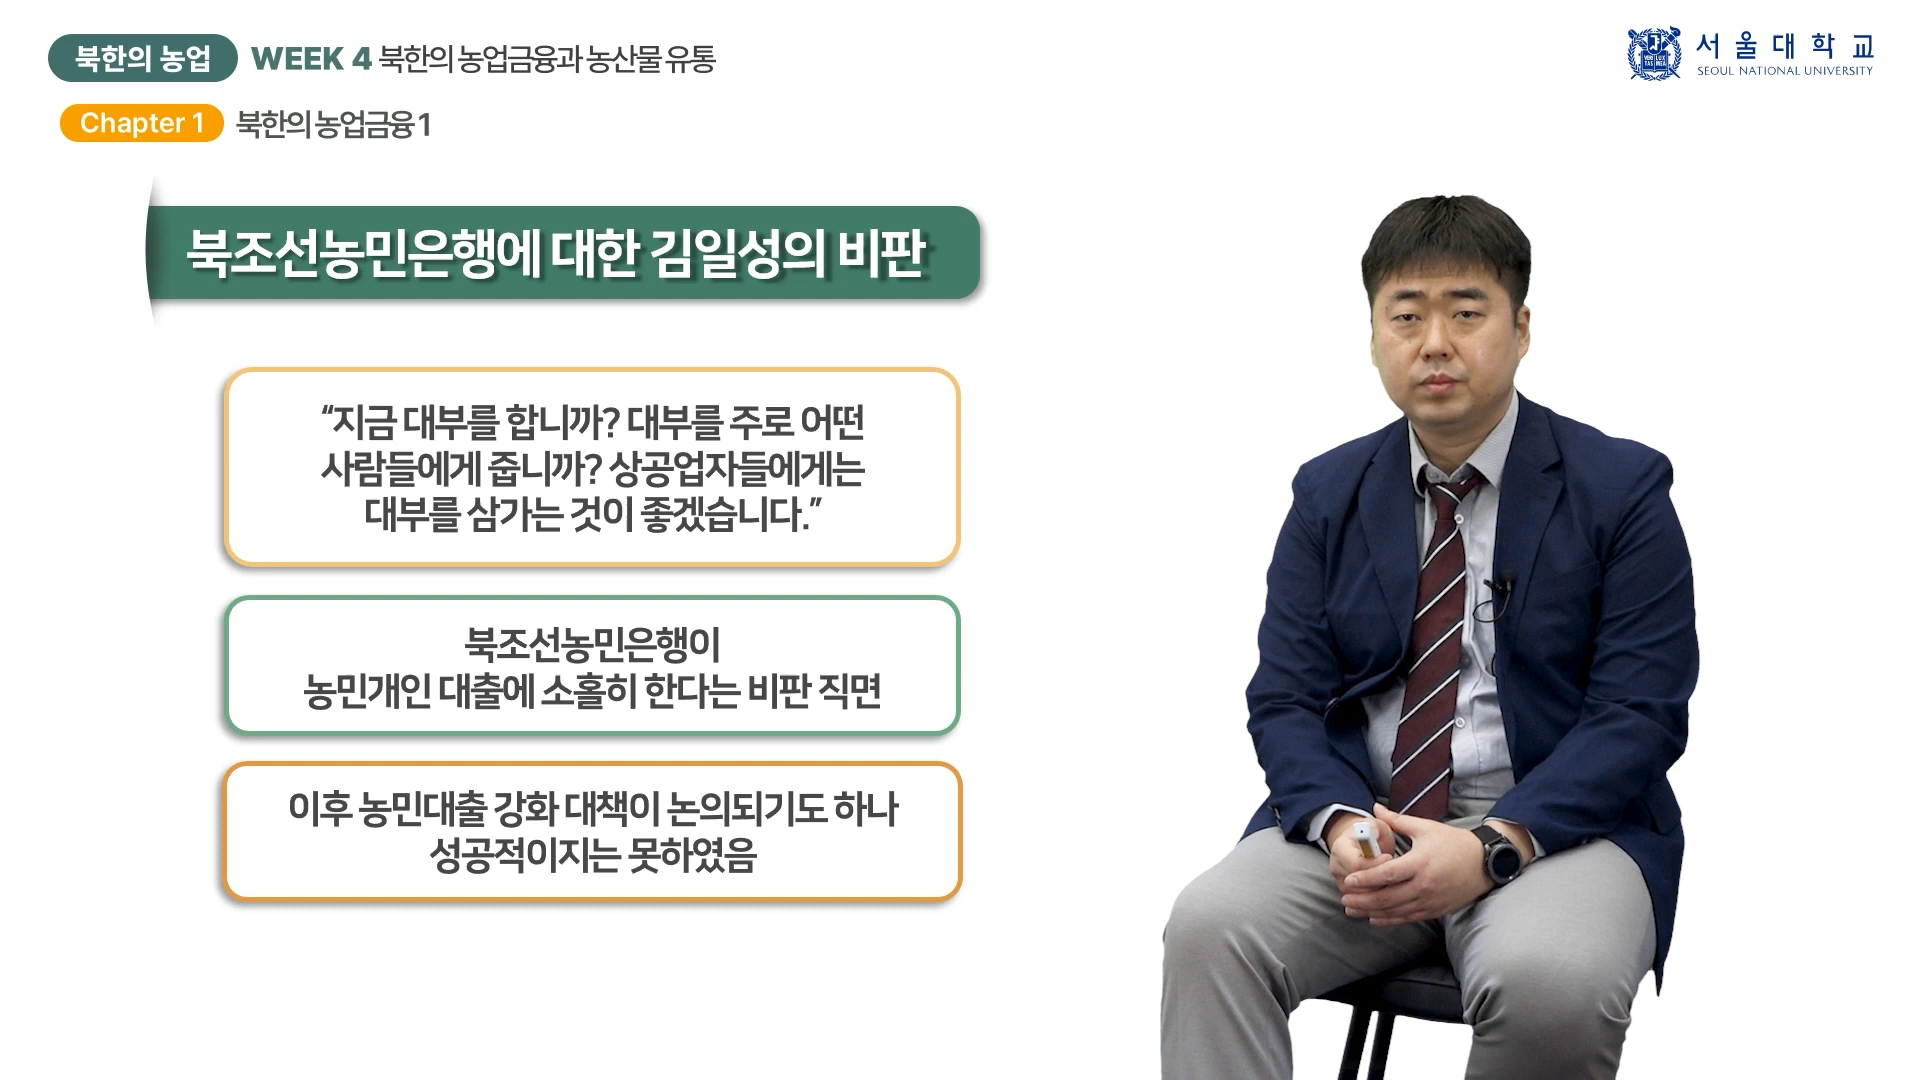 북한의 농업
WEEK 4 북한의 농업금융과 농산물 유통
서울대학교
SEOUL NATIONAL UNIVERSITY
Chapter 1 북한의 농업금융 1
북조선농민은행에 대한 김일성의 비판
“지금 대부를 합니까? 대부를 주로 어떤
사람들에게 줍니까? 상공업자들에게는
대부를 삼가는 것이 좋겠습니다.”
북조선농민은행이
농민개인 대출에 소홀히 한다는 비판 직면
이후 농민대출 강화 대책이 논의되기도 하나
성공적이지는 못하였음